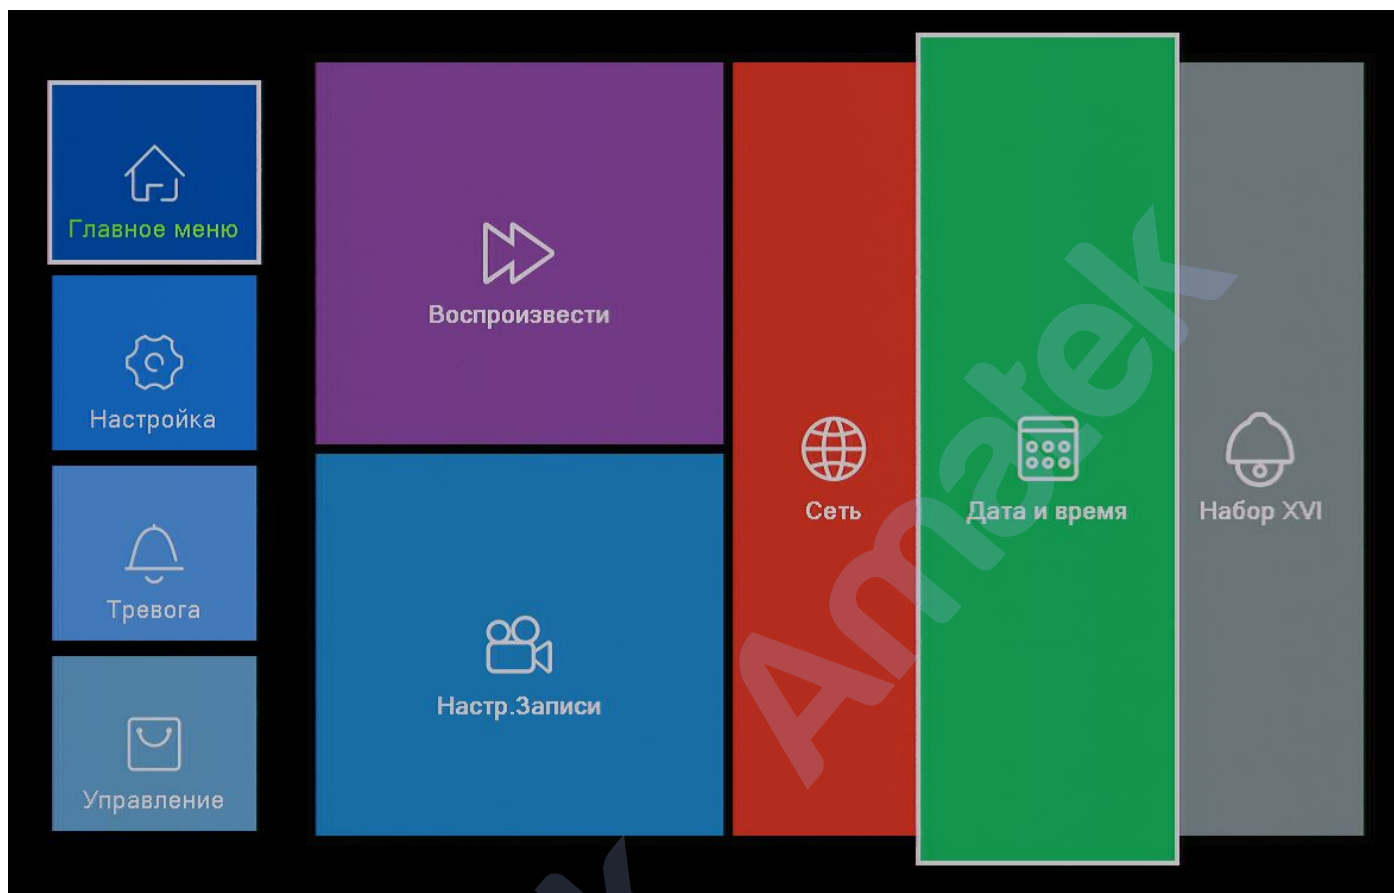 Главное меню
Настройка
Тревога
Управление
Воспроизвести
Настр.Записи
Сеть
Дата и время
Набор XVI
Amatek